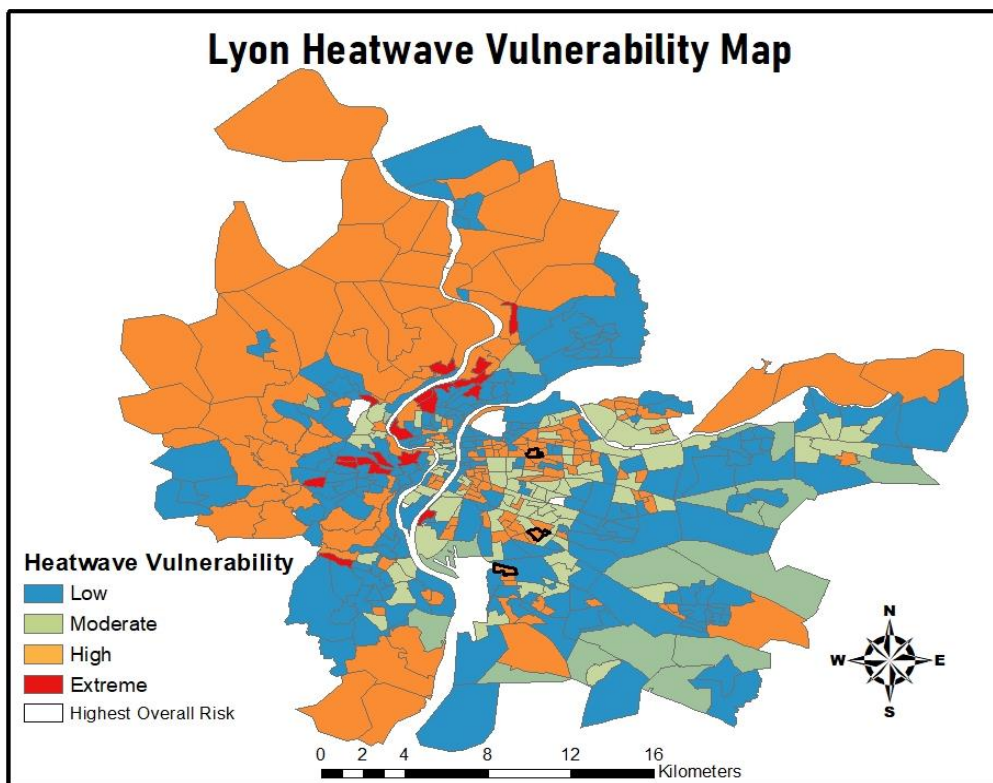 Lyon Heatwave Vulnerability Map
Heatwave Vulnerability
Low
Moderate
High
Extreme
Highest Overall Risk
N
W E
S
0 2 4 8 12 16
Kilometers